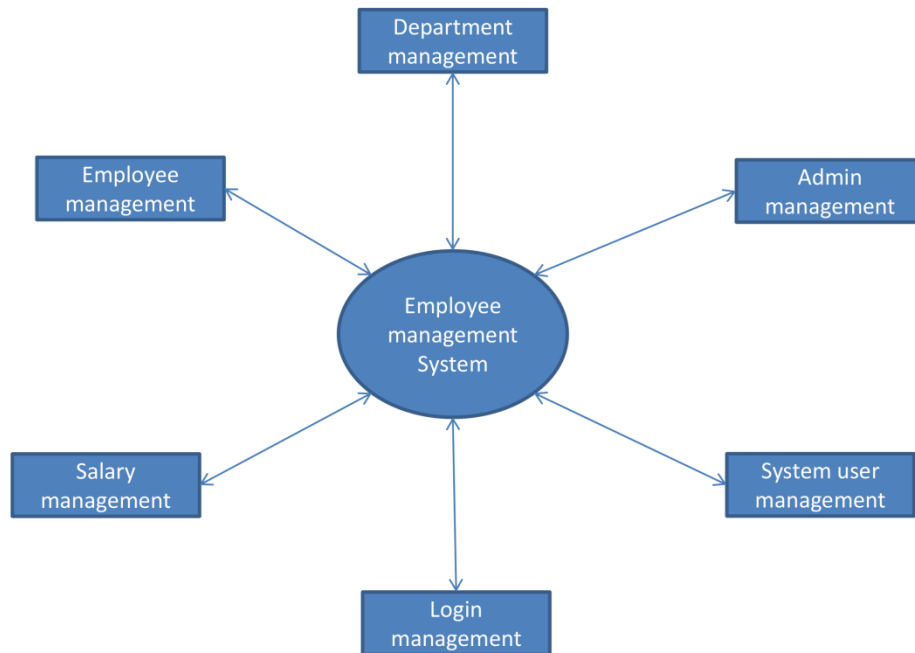 Department
management
Employee
management
Admin
management
Employee
management
System
Salary
management
System user
management
Login
management